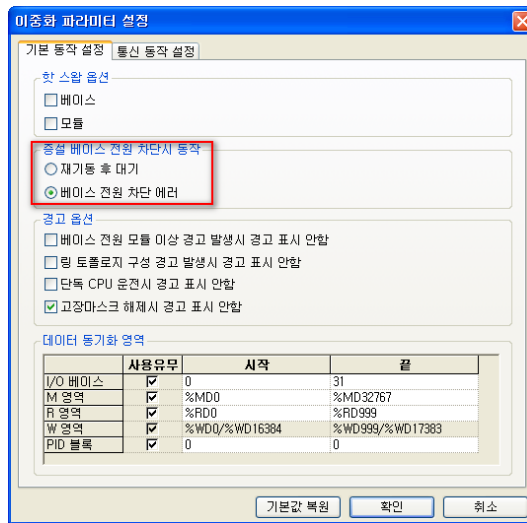 이중화 파라미터 설정
기본 동작 설정 통신 동작 설정
핫 스왑 옵션
베이스
모듈
증설 베이스 전원 차단시 동작
재기동 후 대기
베이스 전원 차단 에러
경고 옵션
베이스 전원 모듈 이상 경고 발생시 경고 표시 안함
링 토폴로지 구성 경고 발생시 경고 표시 안함
단독 CPU 운전시 경고 표시 안함
고장마스크 해제시 경고 표시 안함
데이터 동기화 영역
사용유무 시작 끝
I/O 베이스 0 31
M 영역 %MD0 %MD32767
R 영역 %RD0 %RD999
W 영역 %WD0/%WD16384 %WD999/%WD17383
PID 블록 0 0
기본값 복원 확인 취소